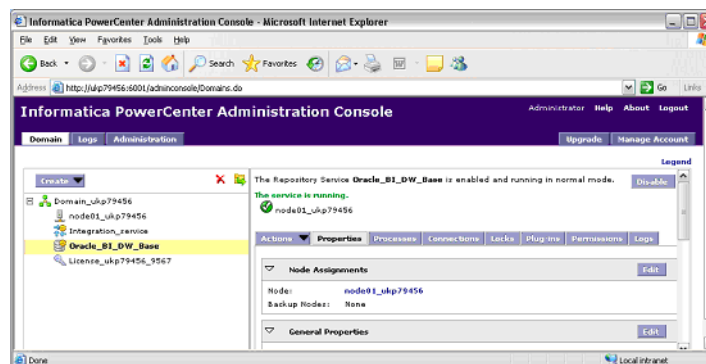 Informatica PowerCenter Administration Console - Microsoft Internet Explorer
File Edit View Favorites Tools Help
Back Search Favorites
Address http://ukp79456:6001/adminconsole/Domains.do Go Links
Informatica PowerCenter Administration Console
Administrator Help About Logout
Domain Logs Administration Upgrade Manage Account
Legend
Create
Domain_ukp79456
node01_ukp79456
Integration_service
Oracle_BI_DW_Base
License_ukp79456_9567
The Repository Service Oracle_BI_DW_Base is enabled and running in normal mode. Disable
The service is running.
node01_ukp79456
Actions Properties Processes Connections Locks Plug-ins Permissions Logs
Node Assignments Edit
Node: node01_ukp79456
Backup Nodes: None
General Properties Edit
Done Local intranet